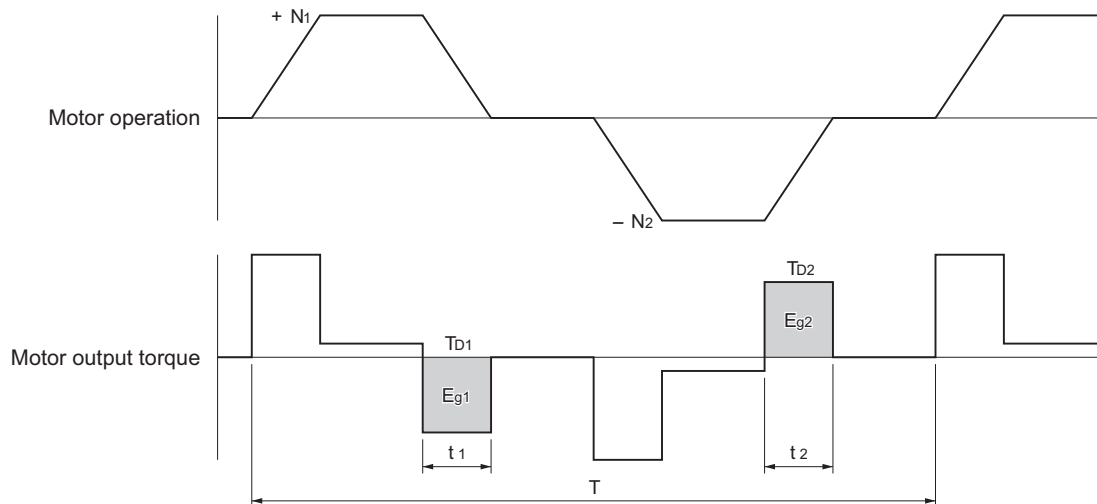 + N1
Motor operation
– N2
TD2
Eg2
Motor output torque
TD1
Eg1
t 1
t 2
T